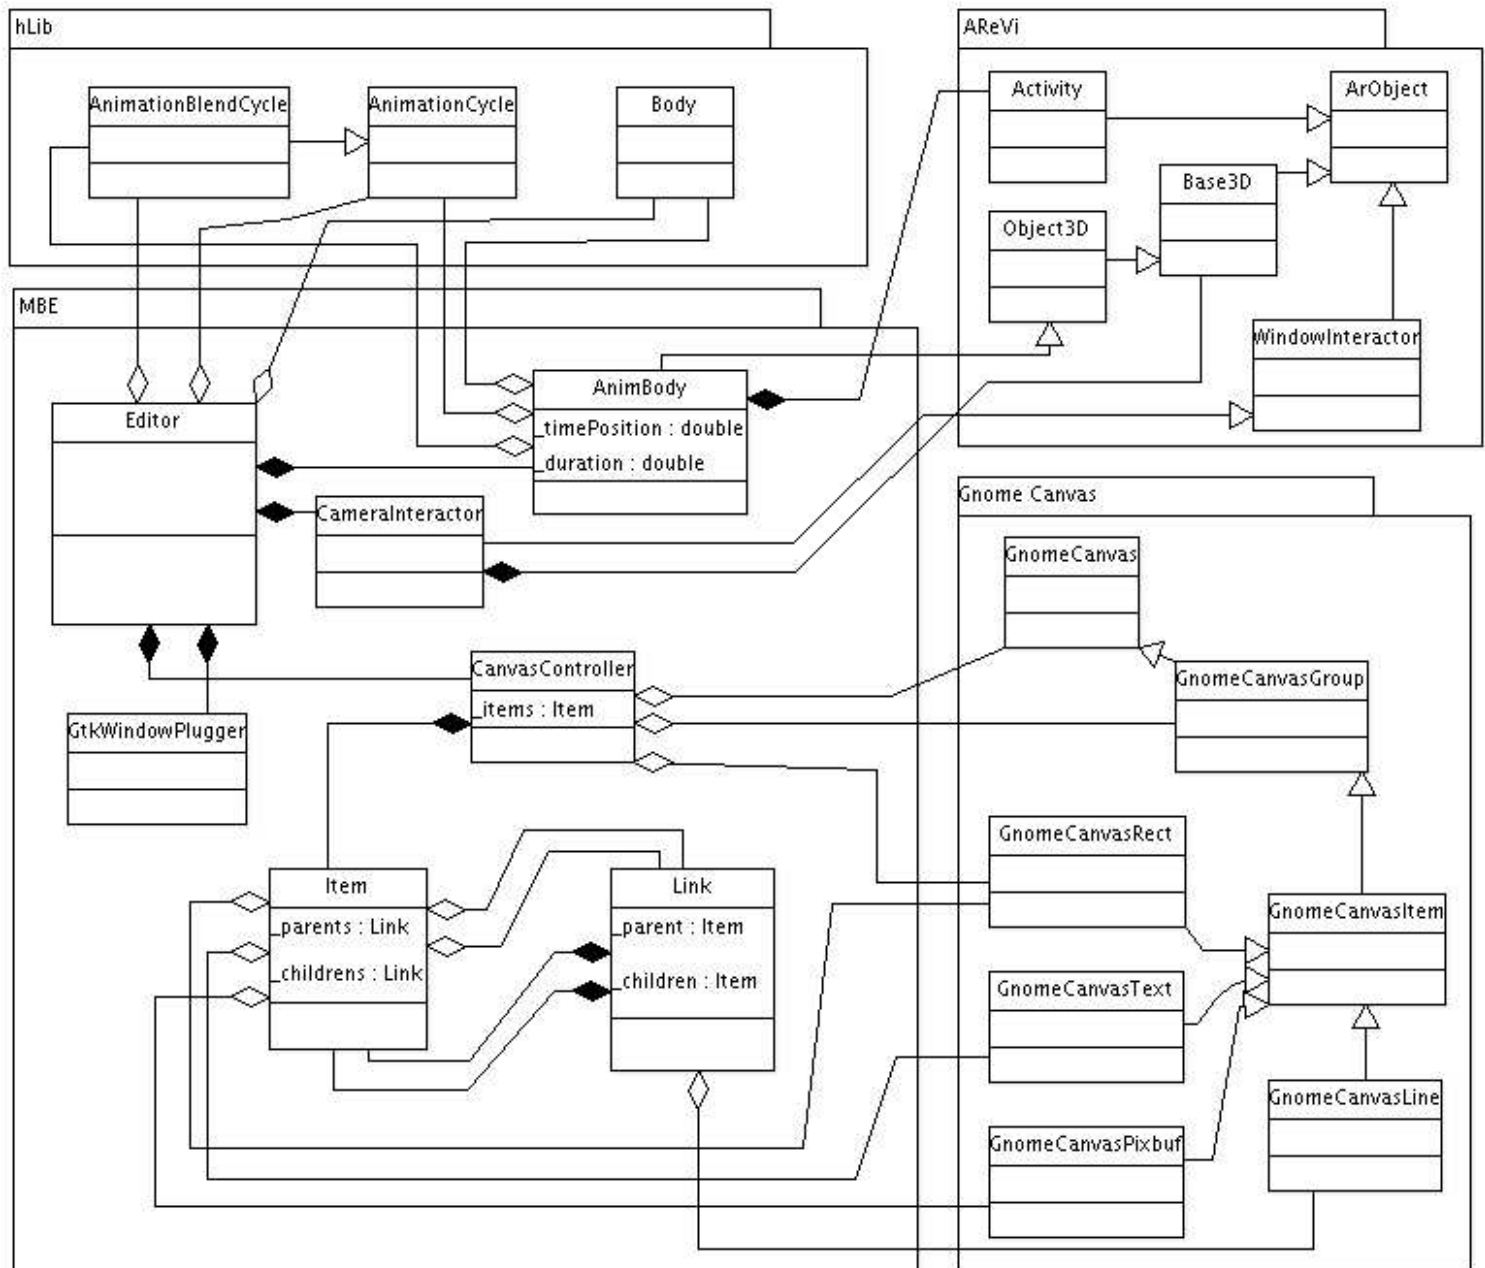 hLib
AnimationBlendCycle
AnimationCycle
Body
AReVi
Activity
ArObject
Base3D
Object3D
WindowInteractor
MBE
Editor
AnimBody
_timePosition : double
_duration : double
CameraInteractor
CanvasController
_items : Item
GtkWindowPlugger
Item
_parents : Link
_childrens : Link
Link
_parent : Item
_children : Item
Gnome Canvas
GnomeCanvas
GnomeCanvasGroup
GnomeCanvasRect
GnomeCanvasItem
GnomeCanvasText
GnomeCanvasLine
GnomeCanvasPixbuf